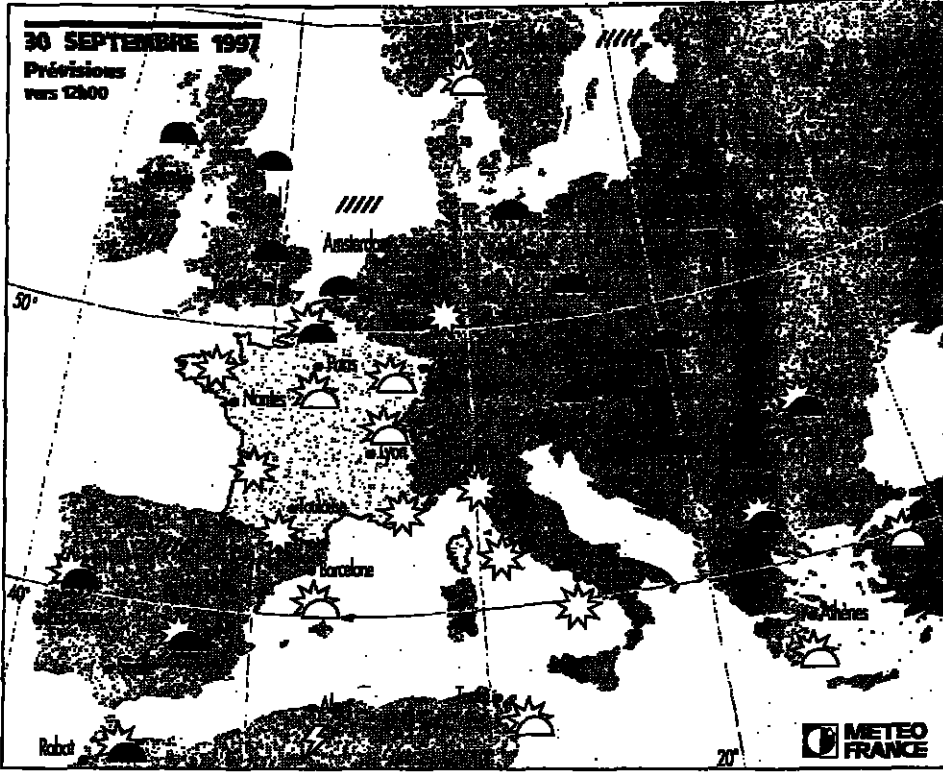 30 SEPTEMBRE 1997
Prévisions
vers 12h00
Amsterdam
50°
Paris
Nantes
Lyon
Toulouse
Barcelone
40°
Athènes
Rabat
20°
METEO
FRANCE